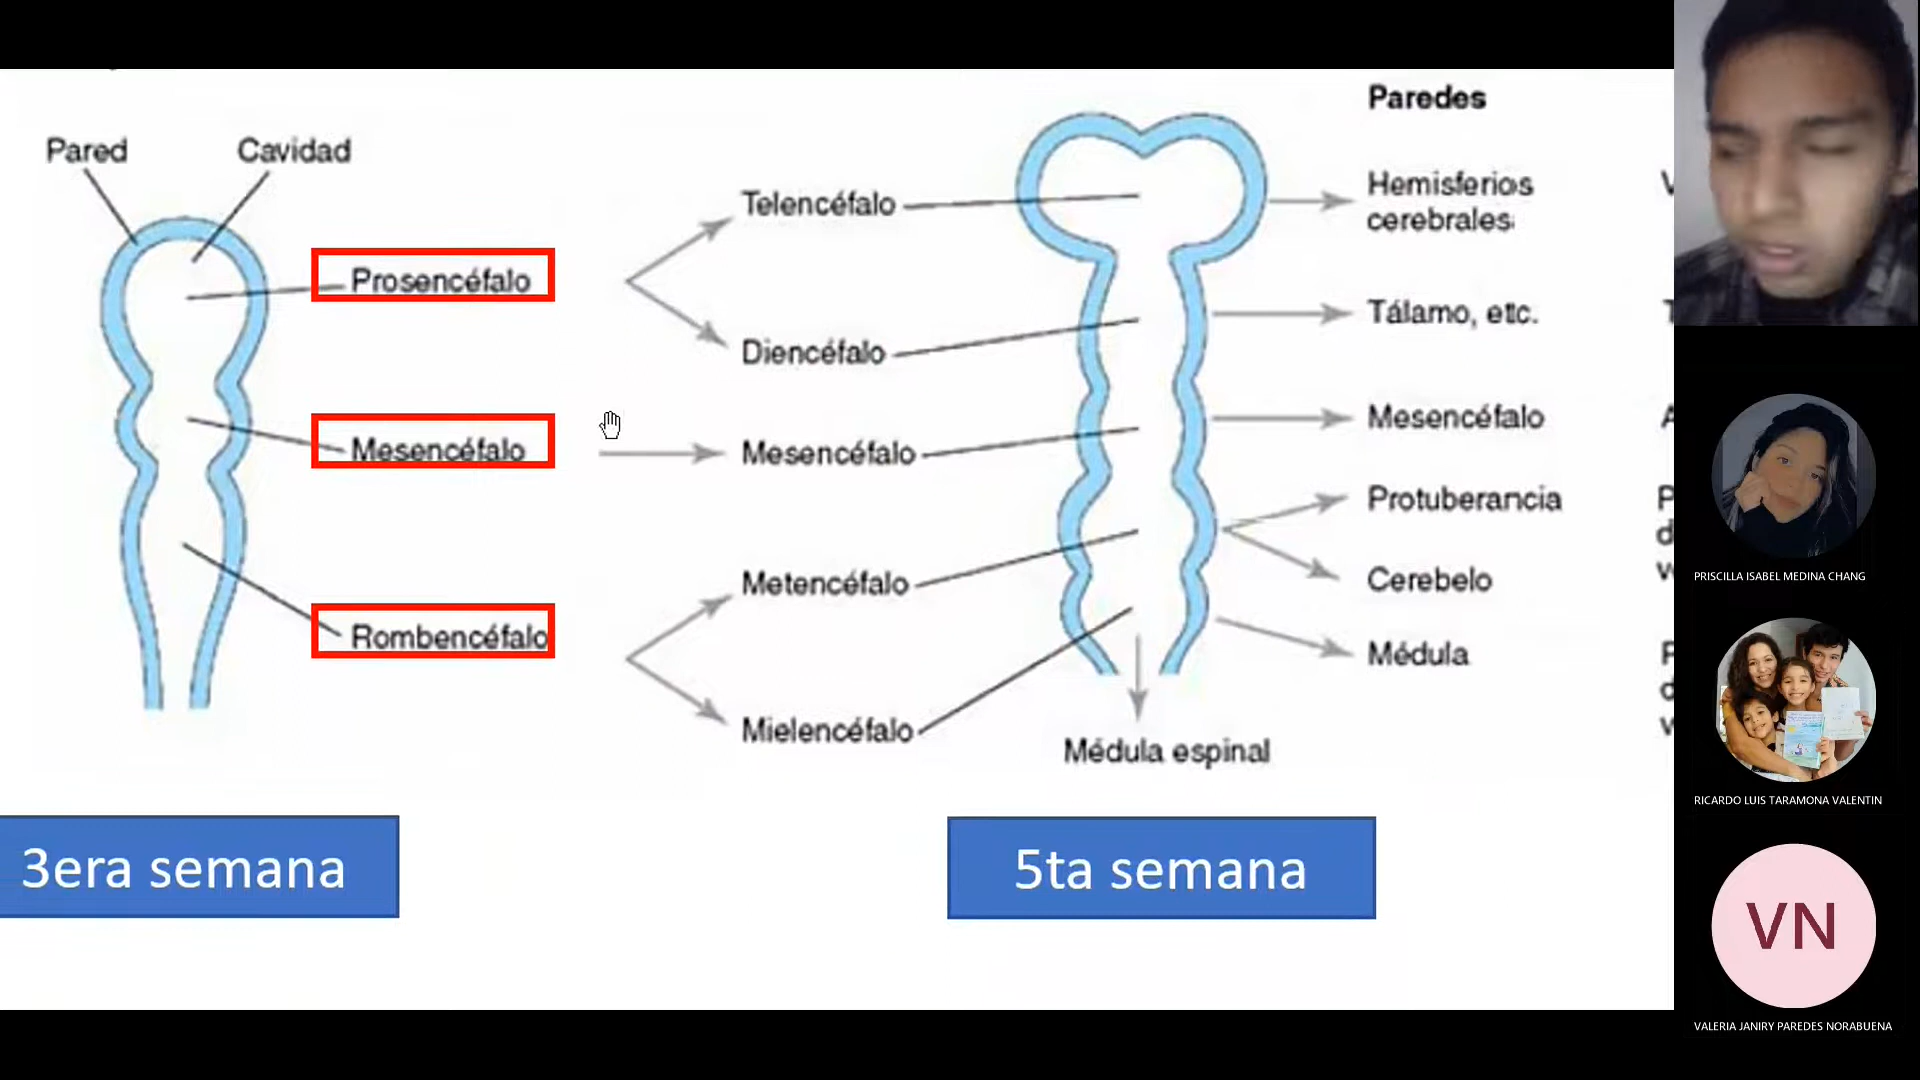 Pared
Cavidad
Prosencéfalo
Mesencéfalo
Rombencéfalo
Telencéfalo
Diencéfalo
Mesencéfalo
Metencéfalo
Mielencéfalo
Médula espinal
Paredes
Hemisferios
cerebrales
Tálamo, etc.
Mesencéfalo
Protuberancia
Cerebelo
Médula
3era semana
5ta semana
PRISCILLA ISABEL MEDINA CHANG
RICARDO LUIS TARAMONA VALENTIN
VN
VALERIA JANIRY PAREDES NORABUENA